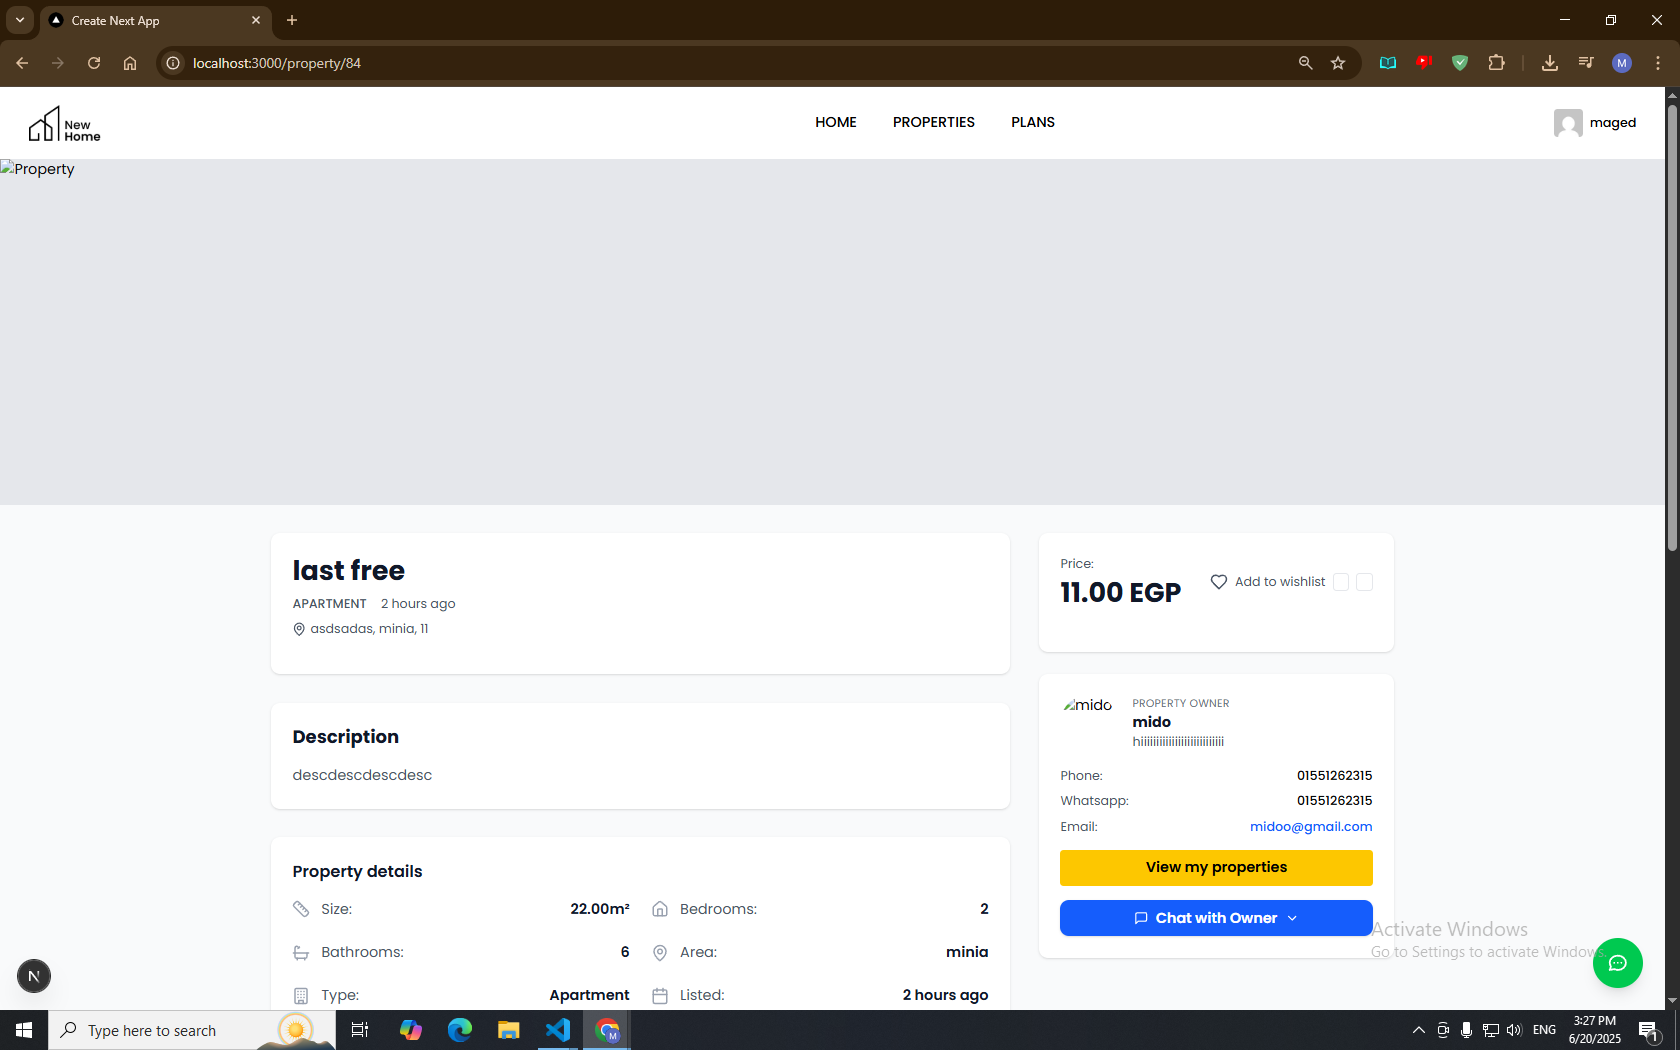 Create Next App
localhost:3000/property/84
M
New
Home
HOME
PROPERTIES
PLANS
maged
Property
last free
APARTMENT 2 hours ago
asdsadas, minia, 11
Price:
11.00 EGP
Add to wishlist
Description
descdescdescdesc
mido
PROPERTY OWNER
mido
Phone: 01551262315
Whatsapp: 01551262315
Email: midoo@gmail.com
View my properties
Chat with Owner
Property details
Size: 22.00m²
Bedrooms: 2
Bathrooms: 6
Area: minia
Type: Apartment
Listed: 2 hours ago
N
Activate Windows
Go to Settings to activate Windows.
Type here to search
M
ENG
3:27 PM
6/20/2025
1